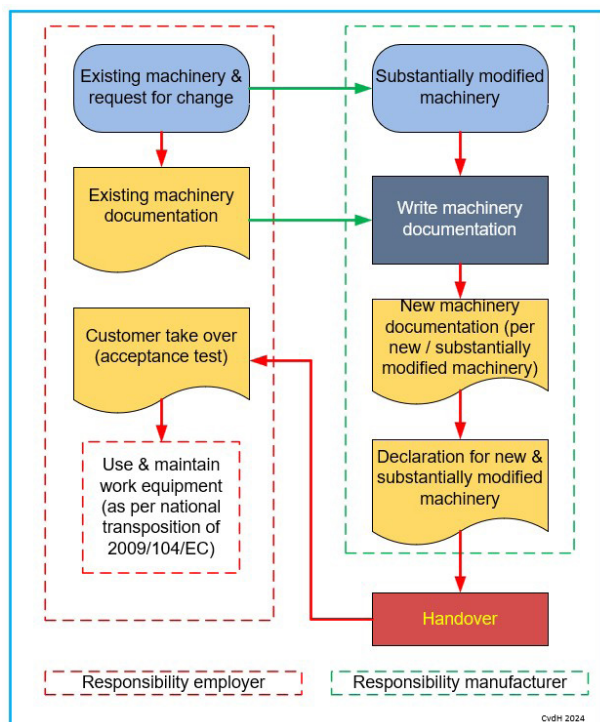 Existing machinery &
request for change
Substantially modified
machinery
Existing machinery
documentation
Write machinery
documentation
New machinery
documentation (per
new / substantially
modified machinery)
Customer take over
(acceptance test)
Declaration for new &
substantially modified
machinery
Use & maintain
work equipment
(as per national
transposition of
2009/104/EC)
Handover
Responsibility employer
Responsibility manufacturer
CvdH 2024